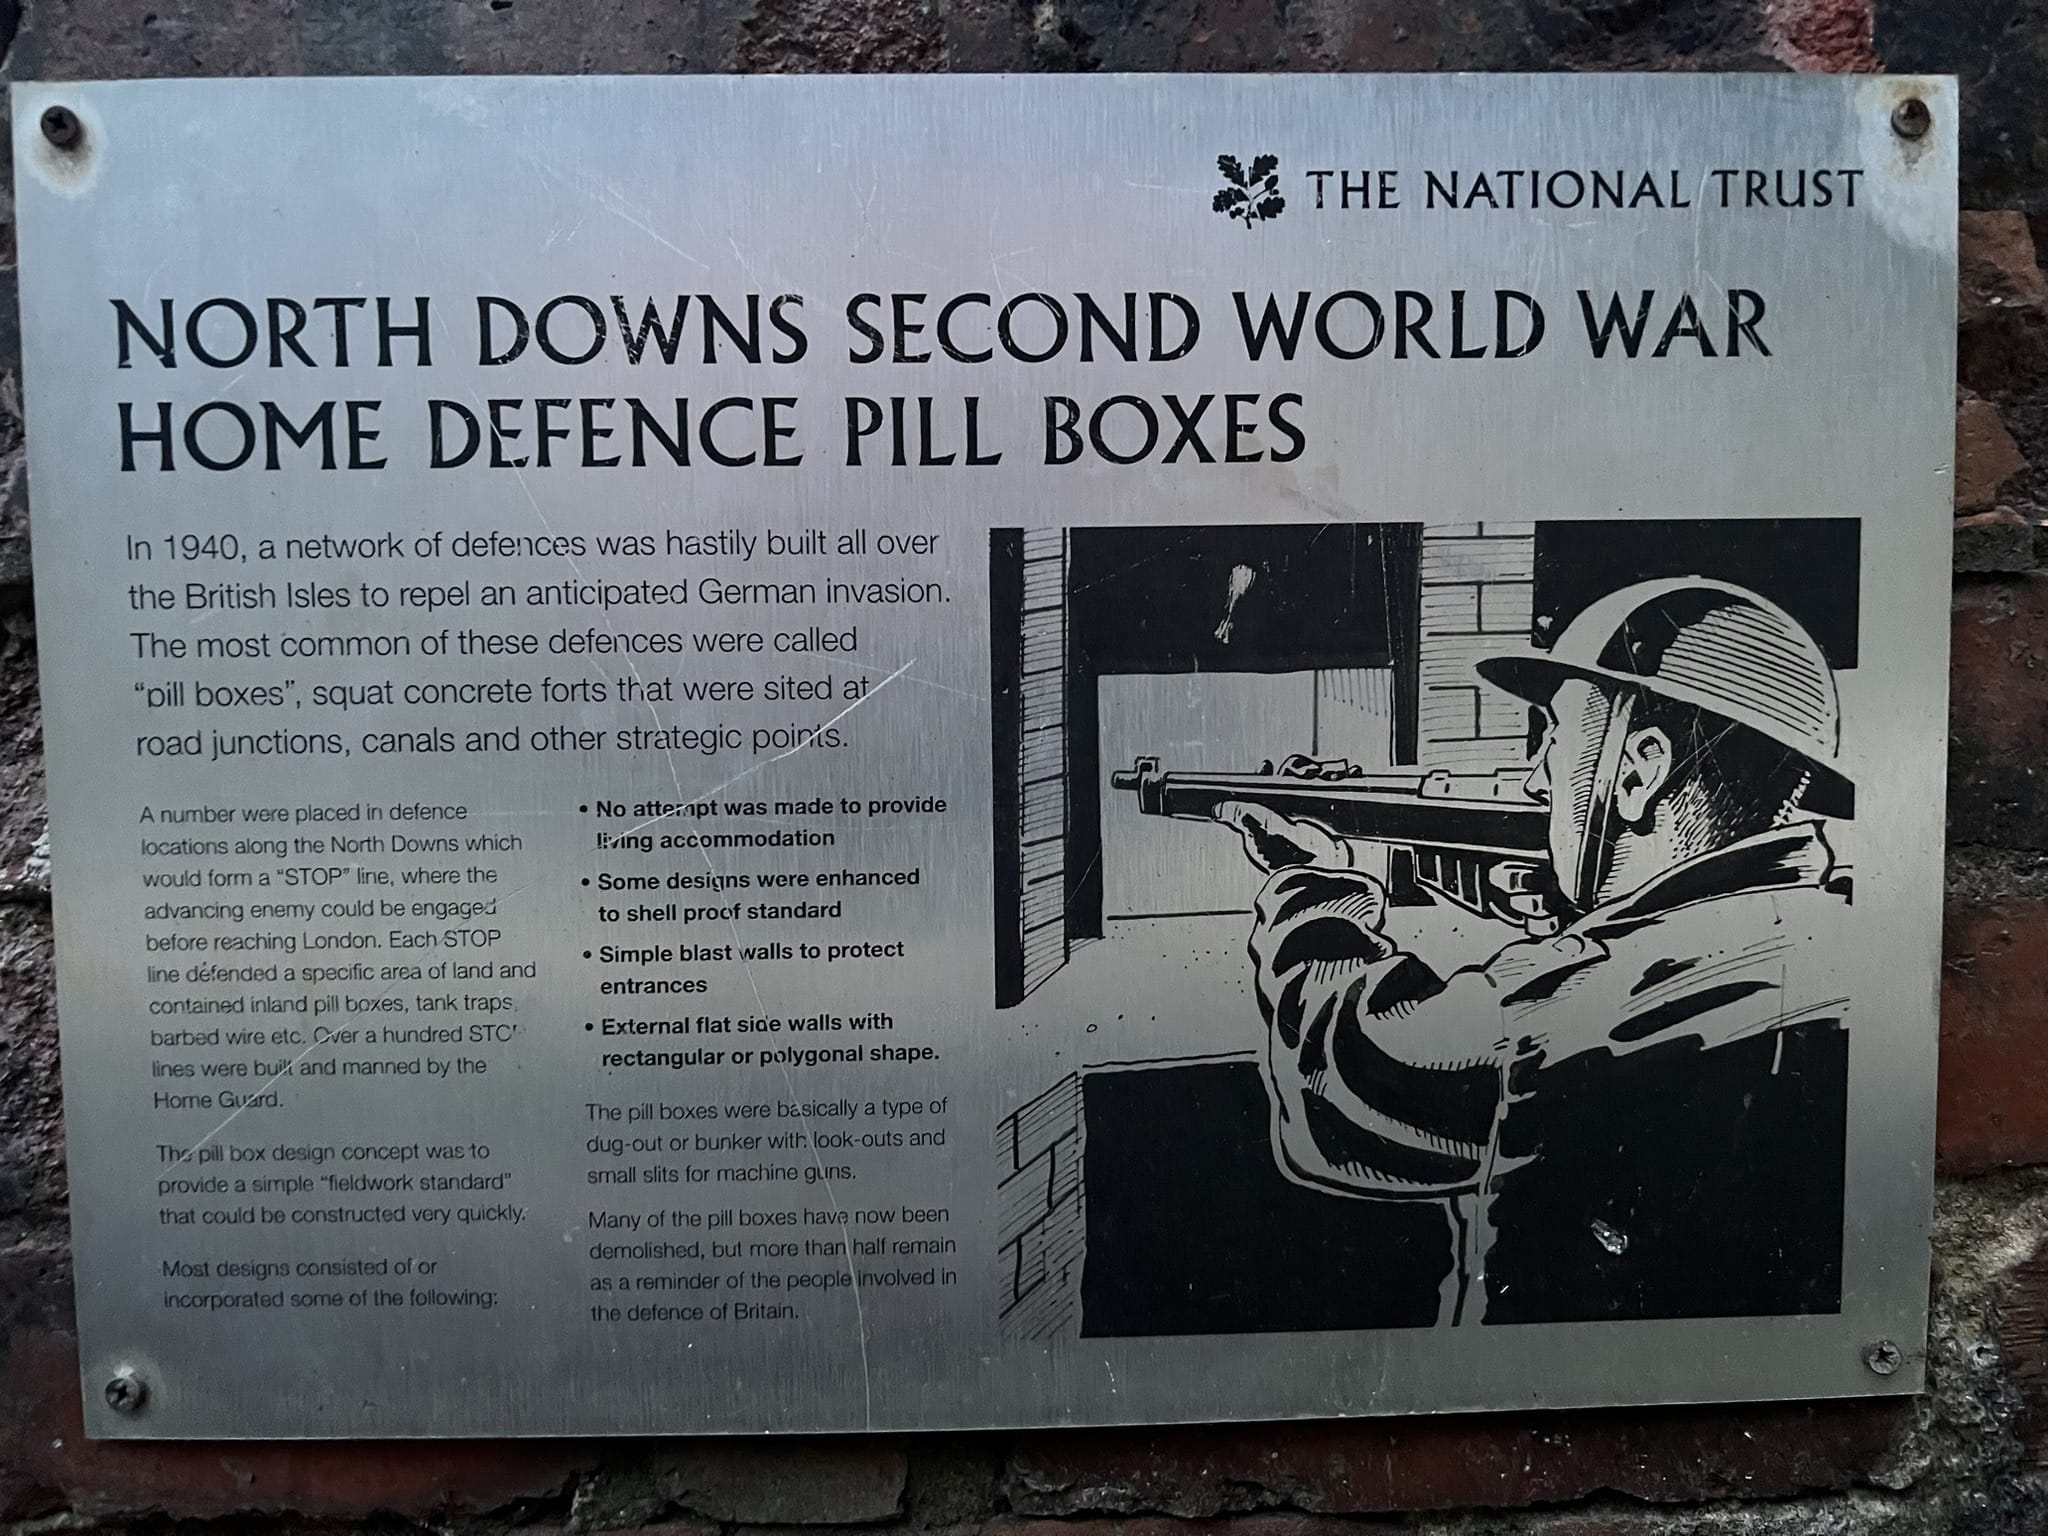 THE NATIONAL TRUST
NORTH DOWNS SECOND WORLD WAR
HOME DEFENCE PILL BOXES
In 1940, a network of defences was hastily built all over
the British Isles to repel an anticipated German invasion.
The most common of these defences were called
“pill boxes”, squat concrete forts that were sited at
road junctions, canals and other strategic points.
A number were placed in defence
locations along the North Downs which
would form a “STOP” line, where the
advancing enemy could be engaged
before reaching London. Each STOP
line defended a specific area of land and
contained inland pill boxes, tank traps,
barbed wire etc. Over a hundred STOP
lines were built and manned by the
Home Guard.
The pill box design concept was to
provide a simple “fieldwork standard”
that could be constructed very quickly.
Most designs consisted of or
incorporated some of the following:
• No attempt was made to provide
living accommodation
• Some designs were enhanced
to shell proof standard
• Simple blast walls to protect
entrances
• External flat side walls with
rectangular or polygonal shape.
The pill boxes were basically a type of
dug-out or bunker with look-outs and
small slits for machine guns.
Many of the pill boxes have now been
demolished, but more than half remain
as a reminder of the people involved in
the defence of Britain.